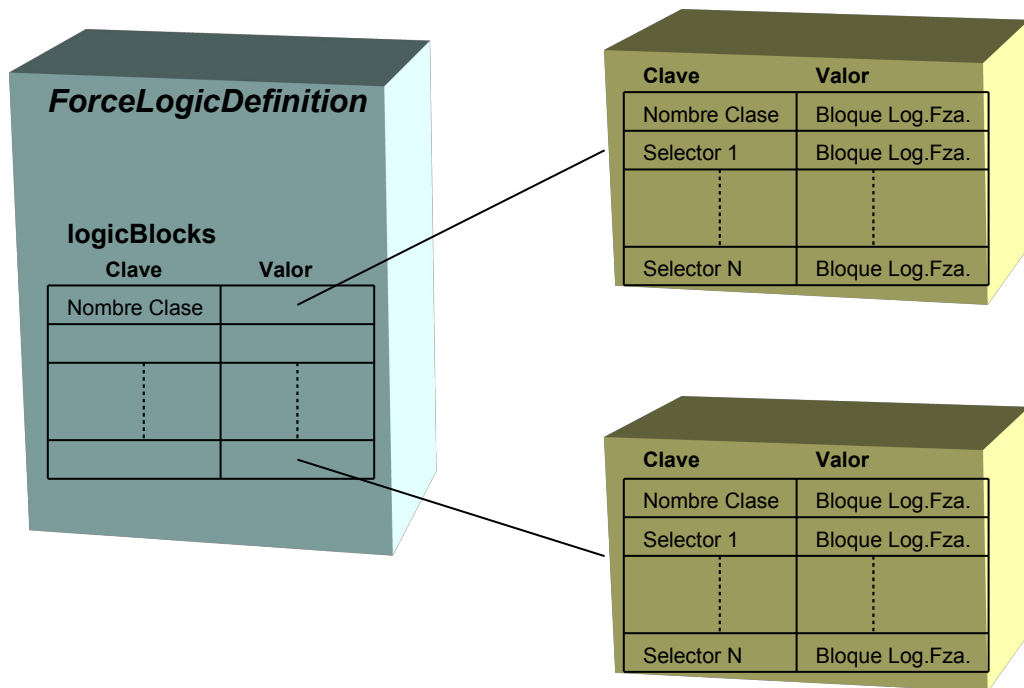 ForceLogicDefinition
logicBlocks
Clave Valor
Nombre Clase
Clave Valor
Nombre Clase Bloque Log.Fza.
Selector 1 Bloque Log.Fza.
Selector N Bloque Log.Fza.
Clave Valor
Nombre Clase Bloque Log.Fza.
Selector 1 Bloque Log.Fza.
Selector N Bloque Log.Fza.